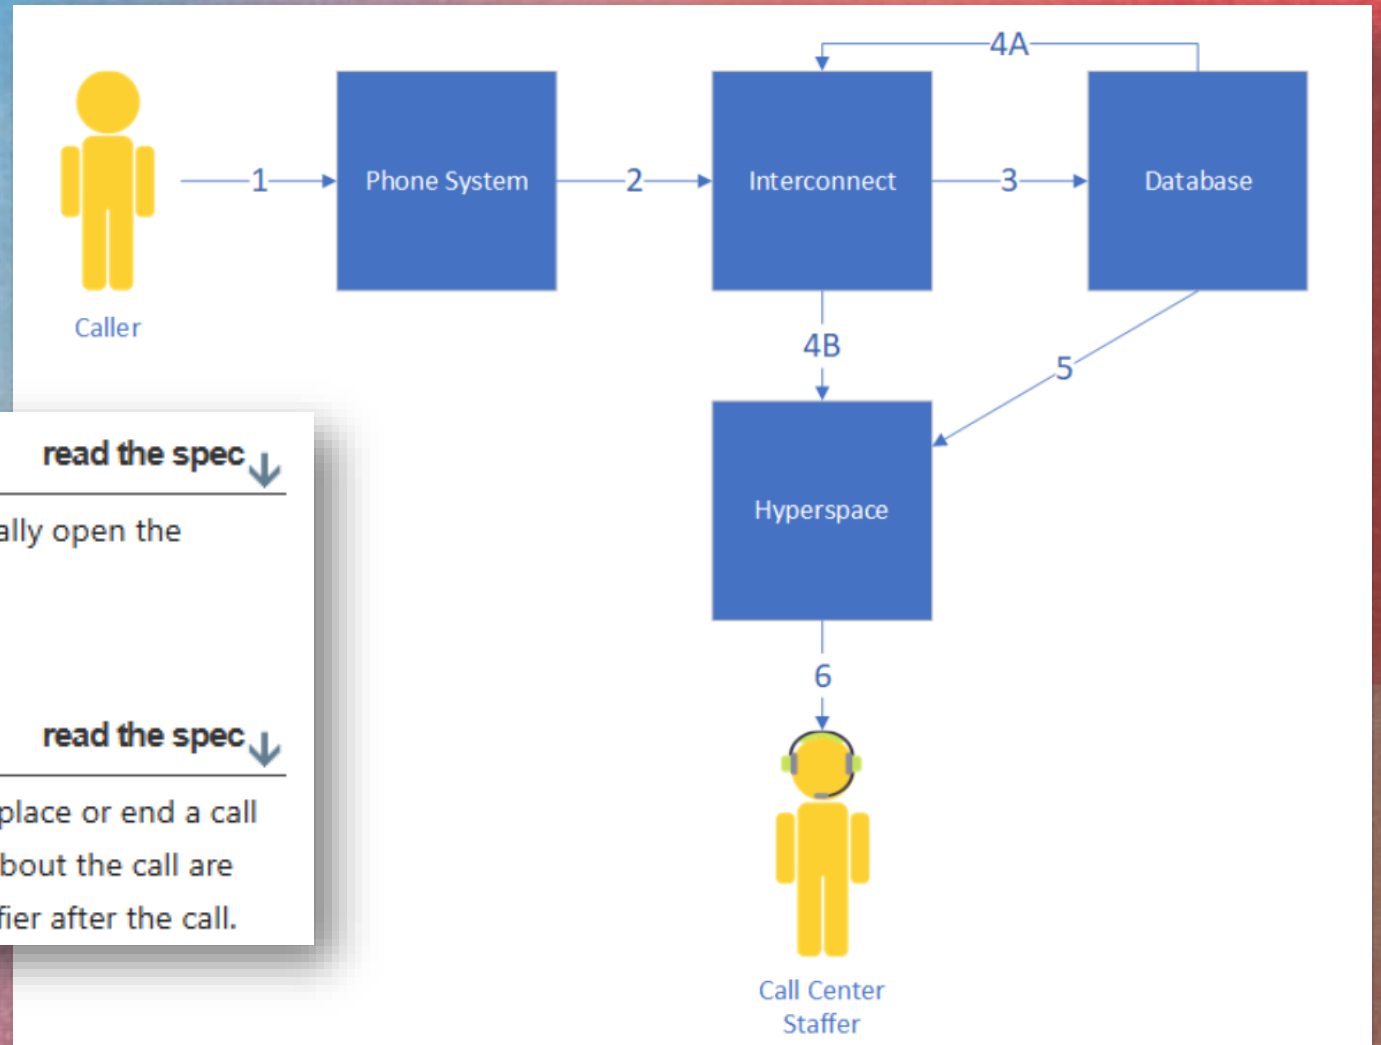 4A
1
Phone System
2
Interconnect
3
Database
Caller
4B
5
read the spec
ally open the
Hyperspace
6
read the spec
place or end a call
bout the call are
fier after the call.
Call Center
Staffer